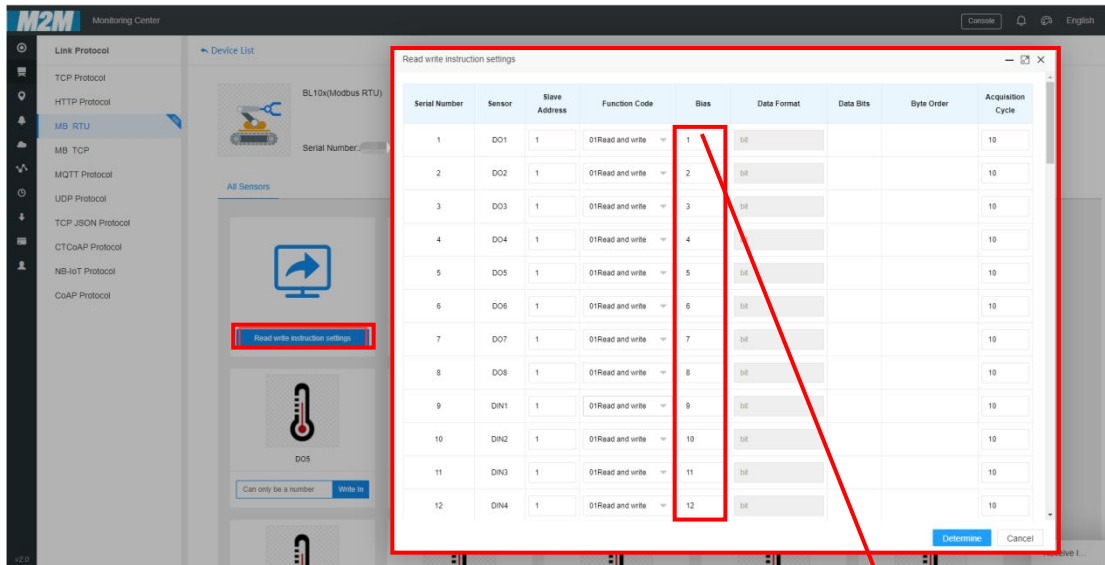 M2M Monitoring Center Console English
Link Protocol
TCP Protocol
HTTP Protocol
MB RTU
MB TCP
MQTT Protocol
UDP Protocol
TCP JSON Protocol
CTCoAP Protocol
NB-IoT Protocol
CoAP Protocol
v2.0
Device List
BL10x(Modbus RTU)
Serial Number:
All Sensors
Read write instruction settings
DO5
Can only be a number Write In
Read write instruction settings
Serial Number Sensor Slave Address Function Code Bias Data Format Data Bits Byte Order Acquisition Cycle
1 DO1 1 01Read and write 1 bit 10
2 DO2 1 01Read and write 2 bit 10
3 DO3 1 01Read and write 3 bit 10
4 DO4 1 01Read and write 4 bit 10
5 DO5 1 01Read and write 5 bit 10
6 DO6 1 01Read and write 6 bit 10
7 DO7 1 01Read and write 7 bit 10
8 DO8 1 01Read and write 8 bit 10
9 DIN1 1 01Read and write 9 bit 10
10 DIN2 1 01Read and write 10 bit 10
11 DIN3 1 01Read and write 11 bit 10
12 DIN4 1 01Read and write 12 bit 10
Determine Cancel